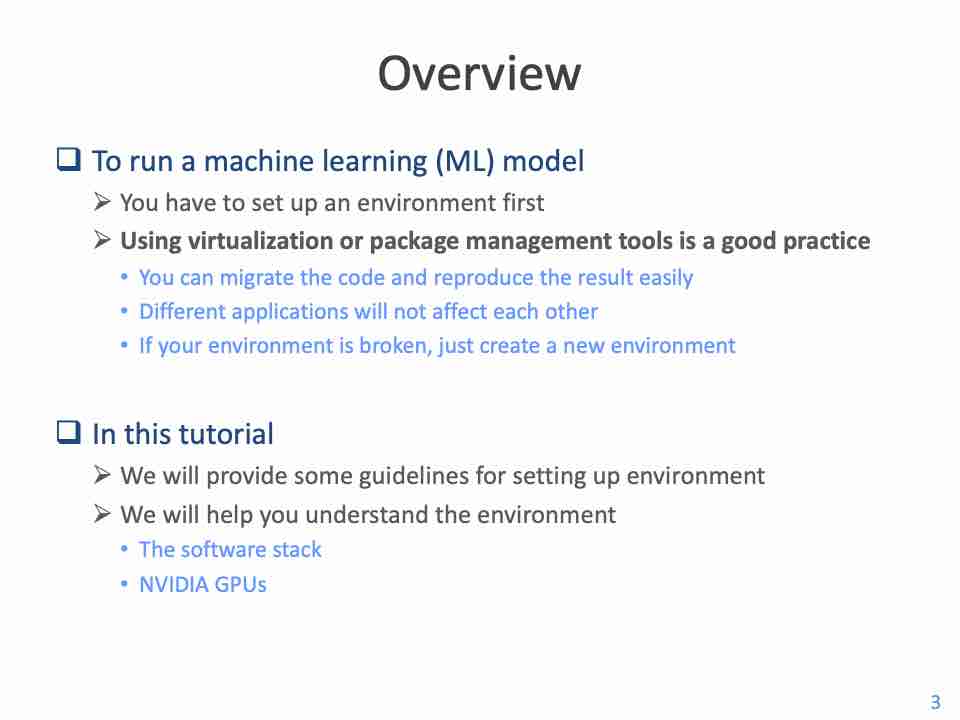 Overview
❑ To run a machine learning (ML) model
➢ You have to set up an environment first
➢ Using virtualization or package management tools is a good practice
• You can migrate the code and reproduce the result easily
• Different applications will not affect each other
• If your environment is broken, just create a new environment
❑ In this tutorial
➢ We will provide some guidelines for setting up environment
➢ We will help you understand the environment
• The software stack
• NVIDIA GPUs
3